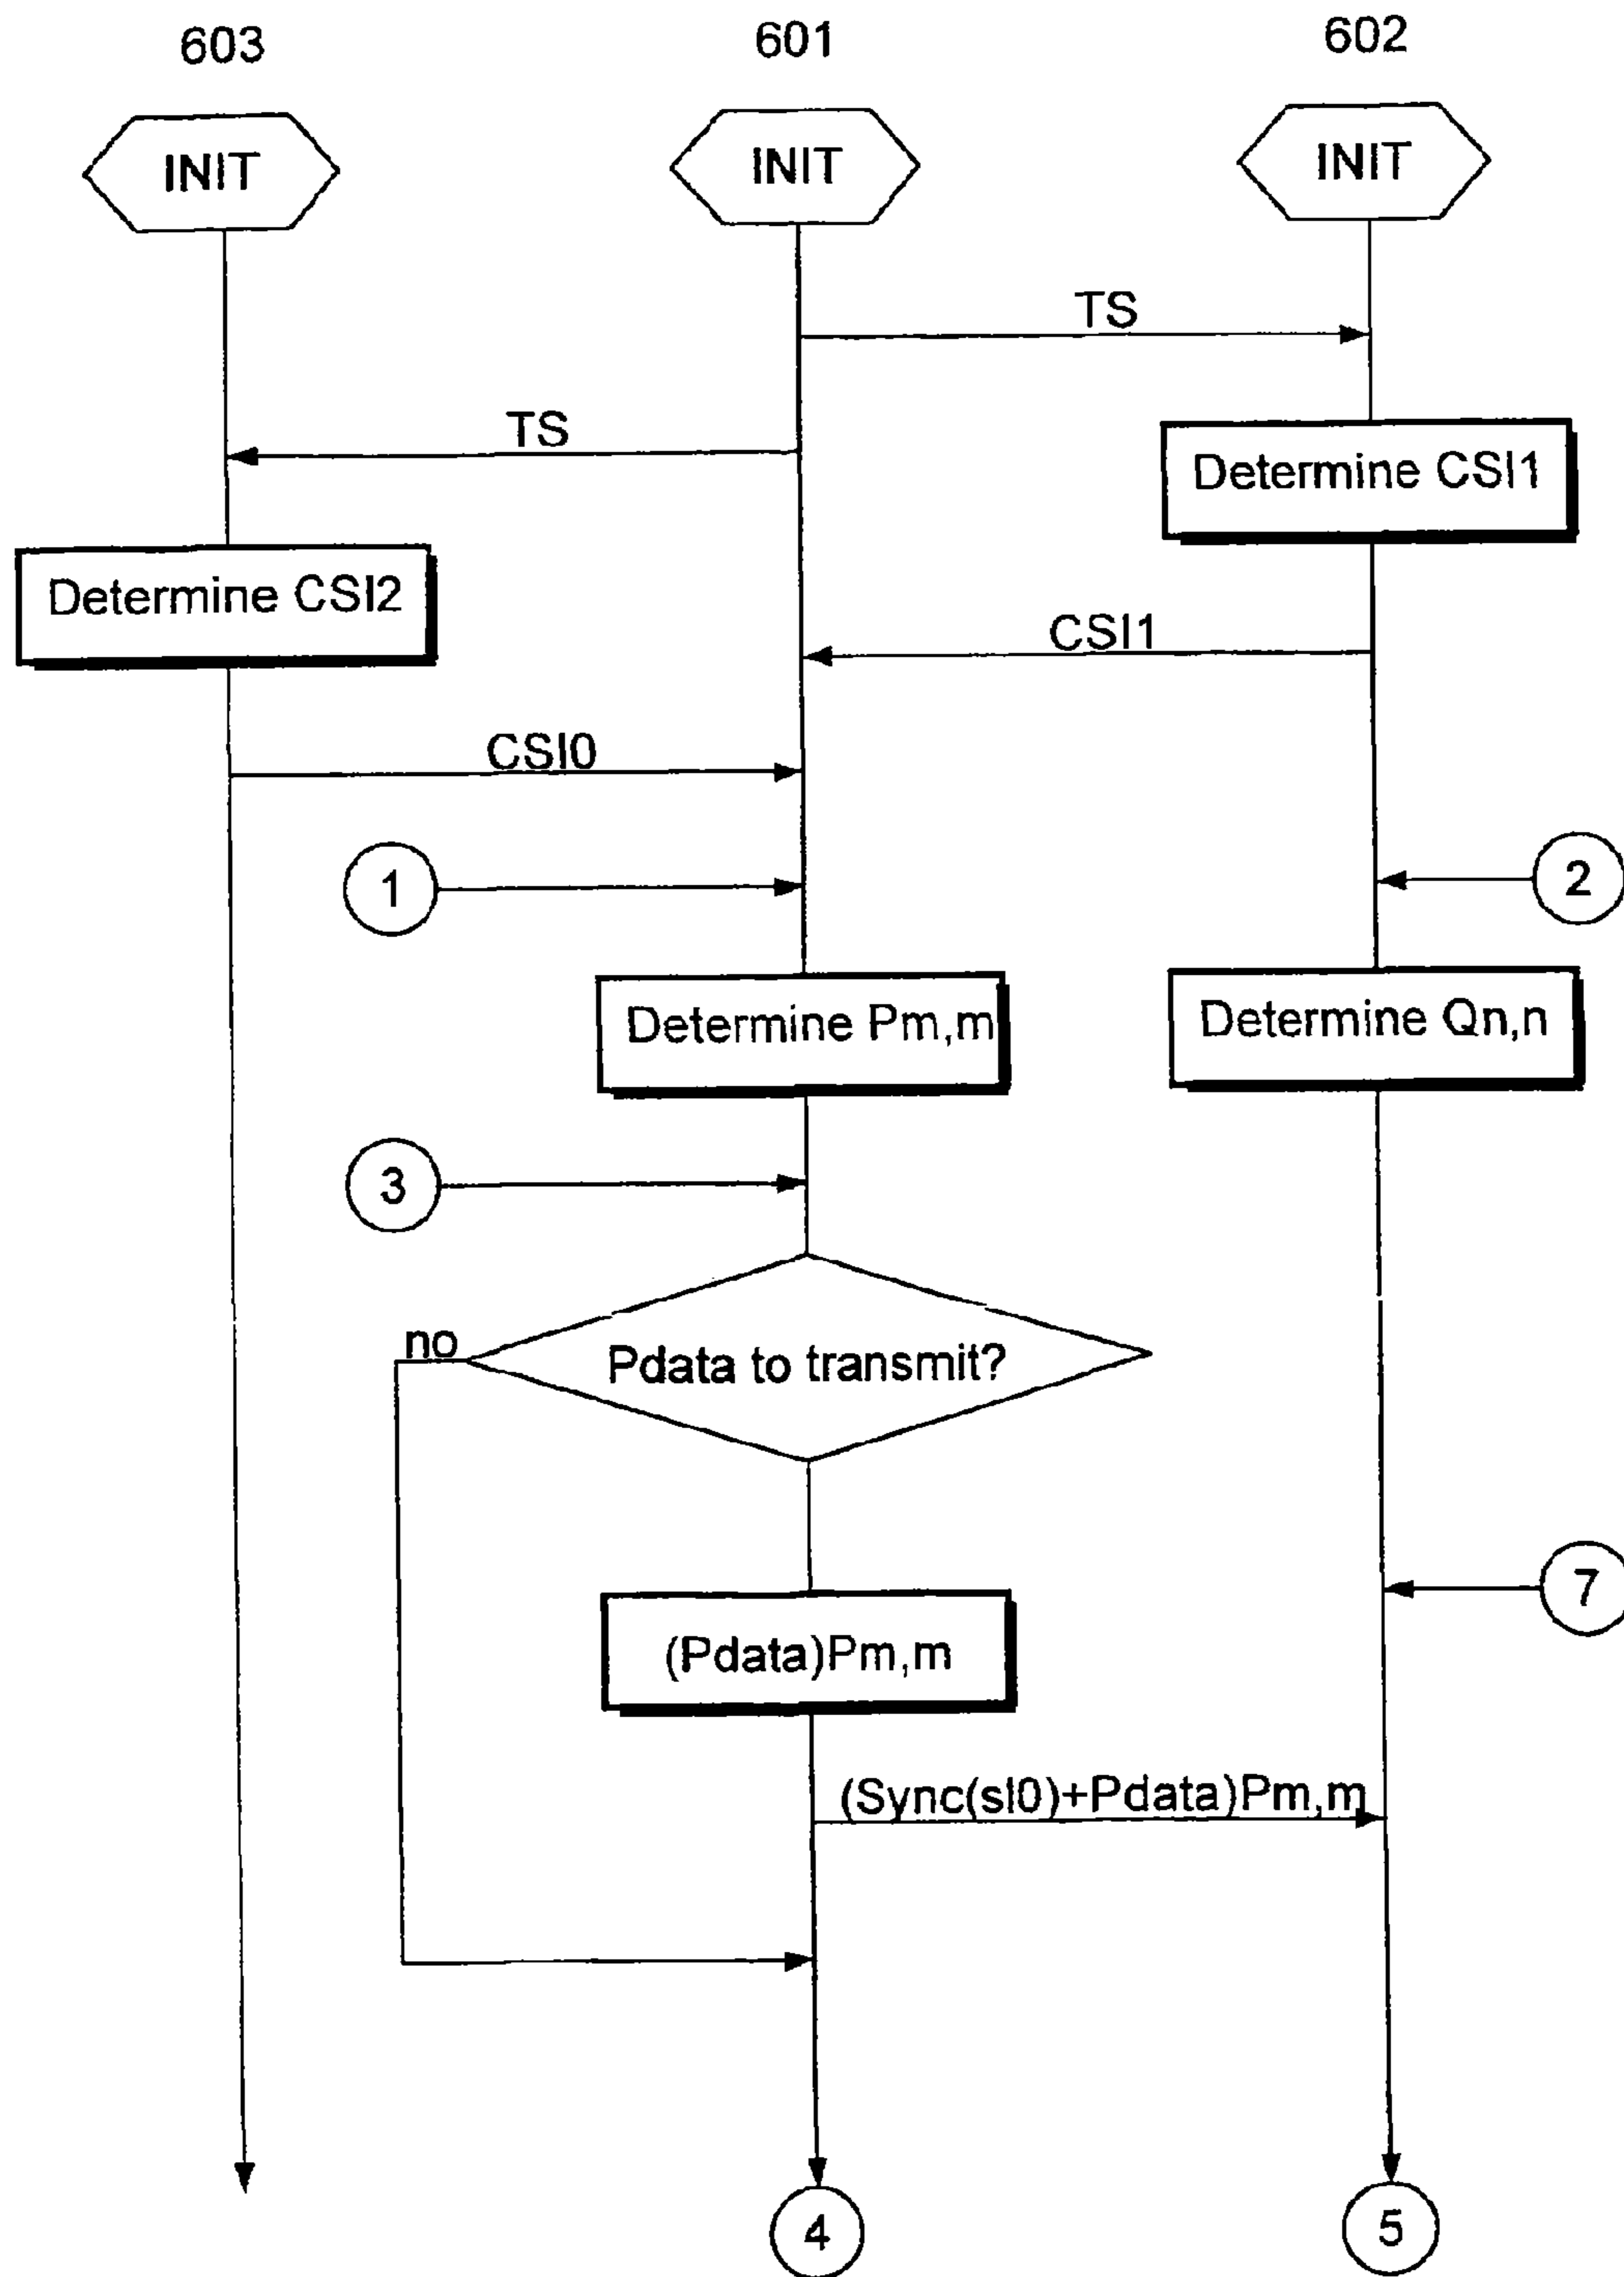 603
601
602
INIT
INIT
INIT
TS
TS
Determine CSI1
Determine CSI2
CSI1
CSI0
1
2
Determine Pm,m
Determine Qn,n
3
no
Pdata to transmit?
7
(Pdata)Pm,m
(Sync(sl0)+Pdata)Pm,m
4
5